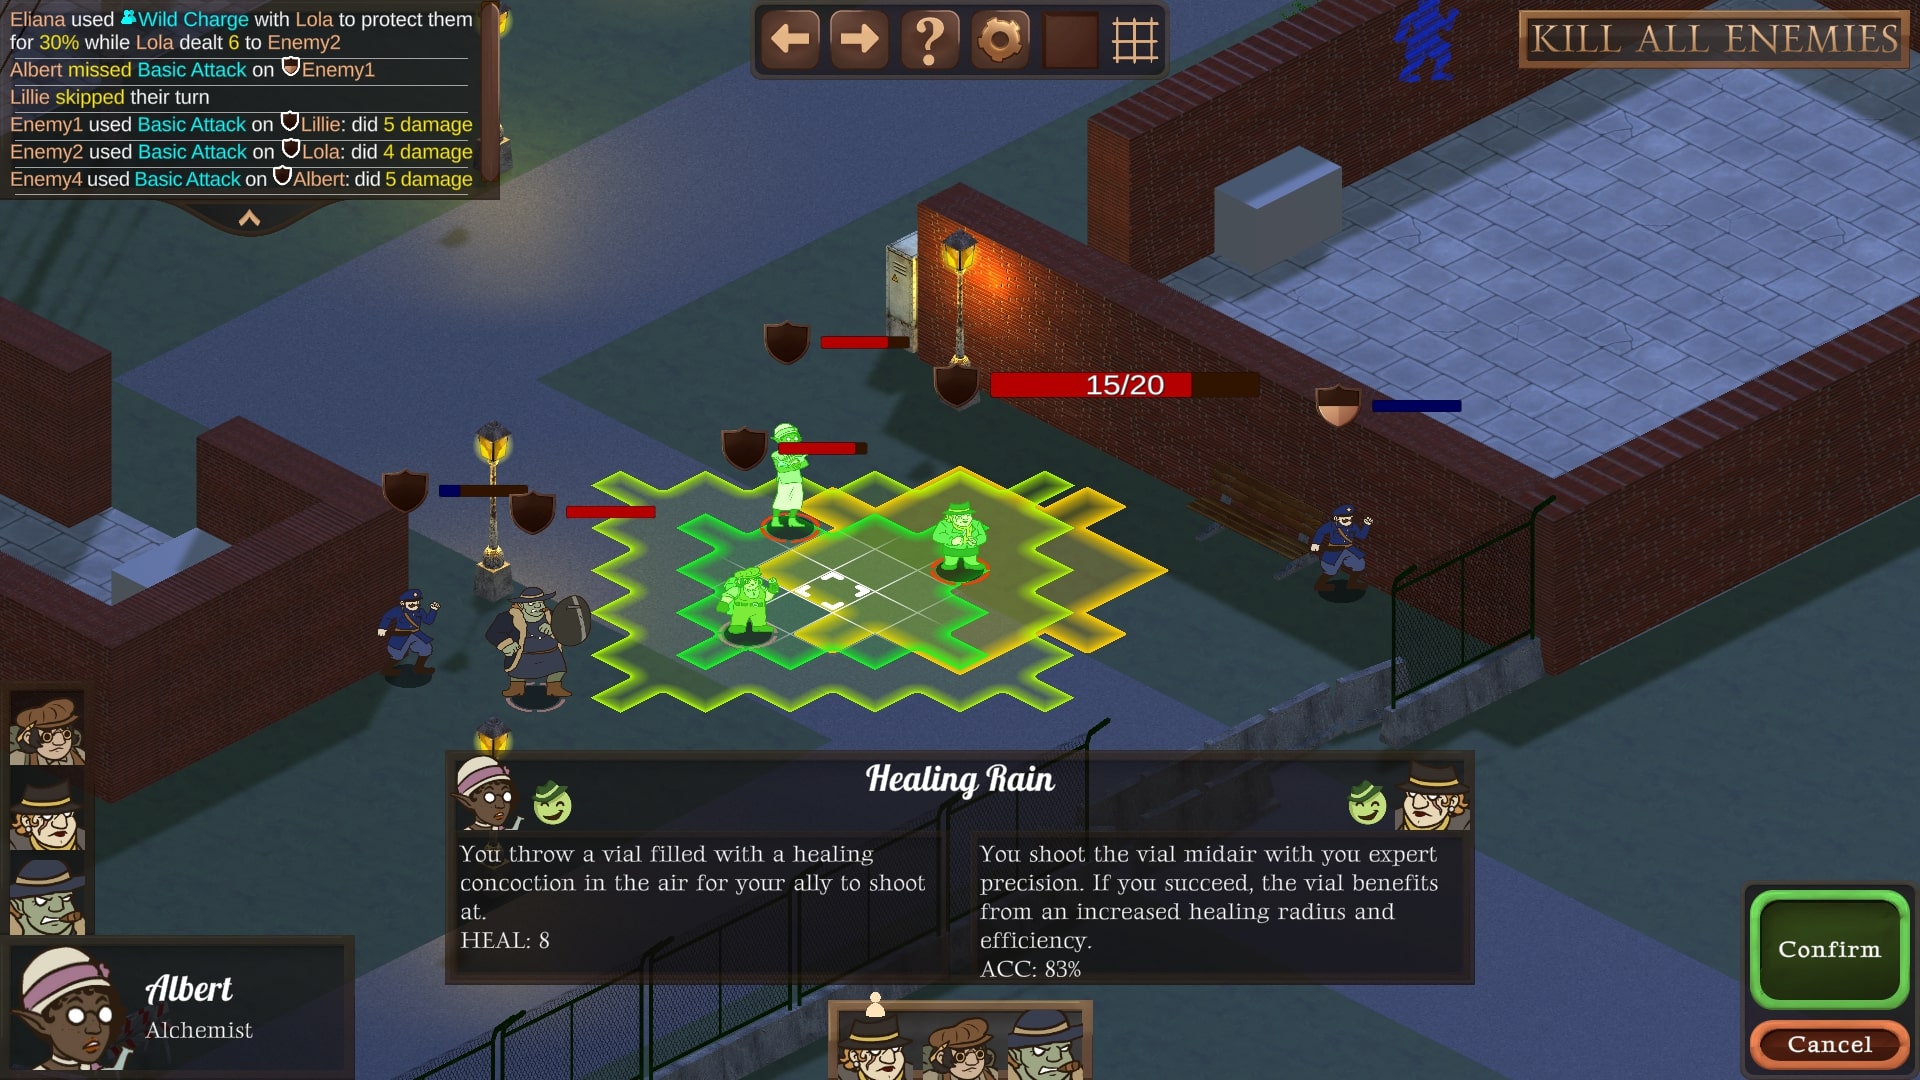 Eliana used Wild Charge with Lola to protect them
for 30% while Lola dealt 6 to Enemy2
Albert missed Basic Attack on Enemy1
Lillie skipped their turn
Enemy1 used Basic Attack on Lillie: did 5 damage
Enemy2 used Basic Attack on Lola: did 4 damage
Enemy4 used Basic Attack on Albert: did 5 damage
?
KILL ALL ENEMIES
15/20
Healing Rain
You throw a vial filled with a healing
concoction in the air for your ally to shoot
at.
HEAL: 8
You shoot the vial midair with you expert
precision. If you succeed, the vial benefits
from an increased healing radius and
efficiency.
ACC: 83%
Albert
Alchemist
Confirm
Cancel